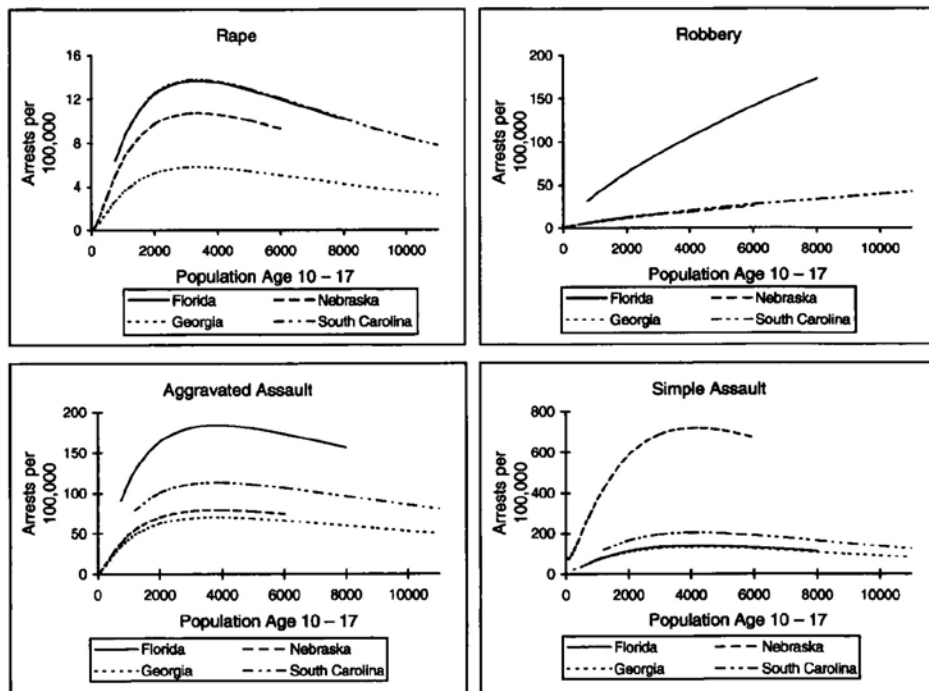 Rape
16
12
8
4
0
Arrests per
100,000
0 2000 4000 6000 8000 10000
Population Age 10 – 17
Florida Nebraska
Georgia South Carolina
Robbery
200
150
100
50
0
Arrests per
100,000
0 2000 4000 6000 8000 10000
Population Age 10 – 17
Florida Nebraska
Georgia South Carolina
Aggravated Assault
200
150
100
50
0
Arrests per
100,000
0 2000 4000 6000 8000 10000
Population Age 10 – 17
Florida Nebraska
Georgia South Carolina
Simple Assault
800
600
400
200
0
Arrests per
100,000
0 2000 4000 6000 8000 10000
Population Age 10 – 17
Florida Nebraska
Georgia South Carolina